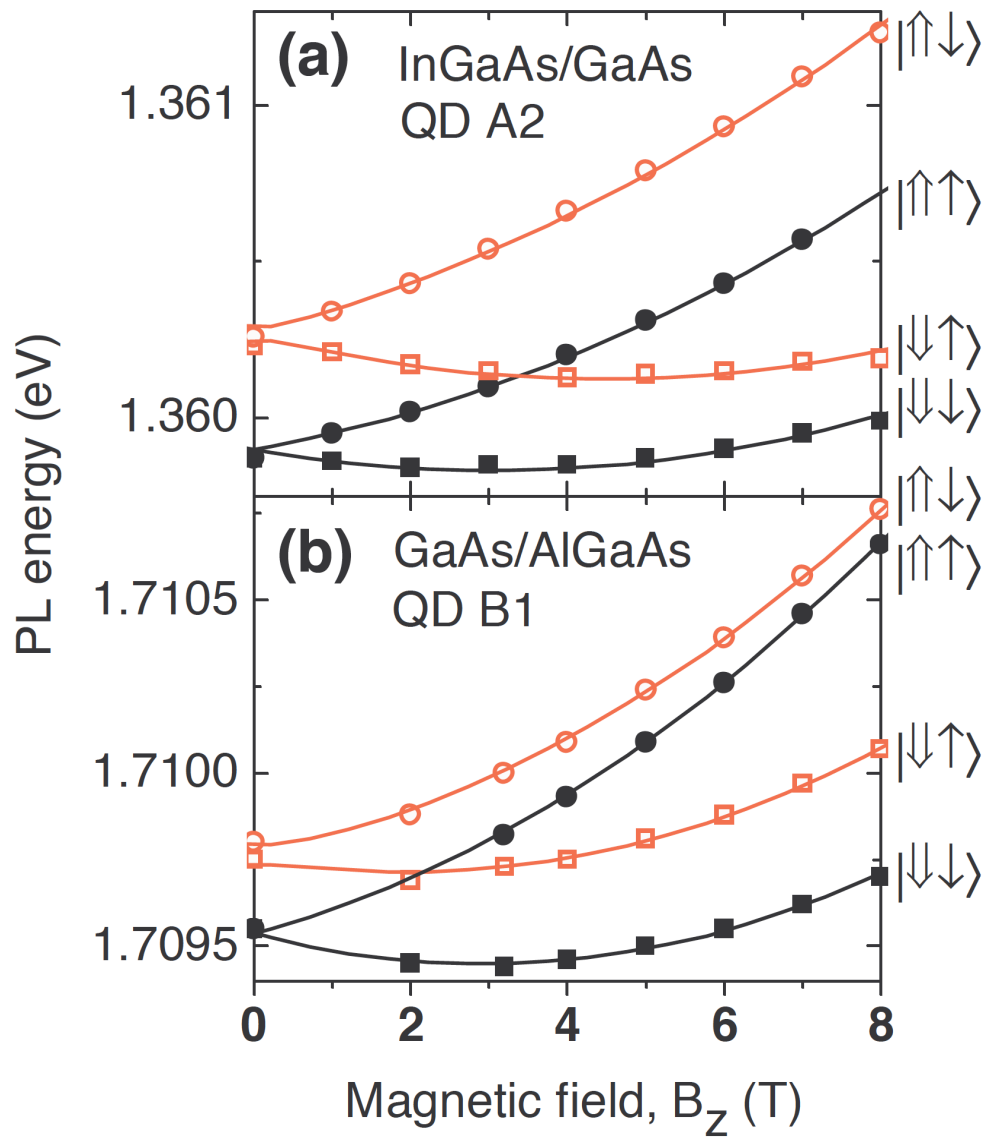 (a) InGaAs/GaAs
QD A2
|⇑↓⟩
1.361
|⇑↑⟩
|⇓↑⟩
1.360
|⇓↓⟩
PL energy (eV)
(b) GaAs/AlGaAs
QD B1
|⇑↓⟩
|⇑↑⟩
1.7105
|⇓↑⟩
1.7100
|⇓↓⟩
1.7095
0 2 4 6 8
Magnetic field, B_z (T)